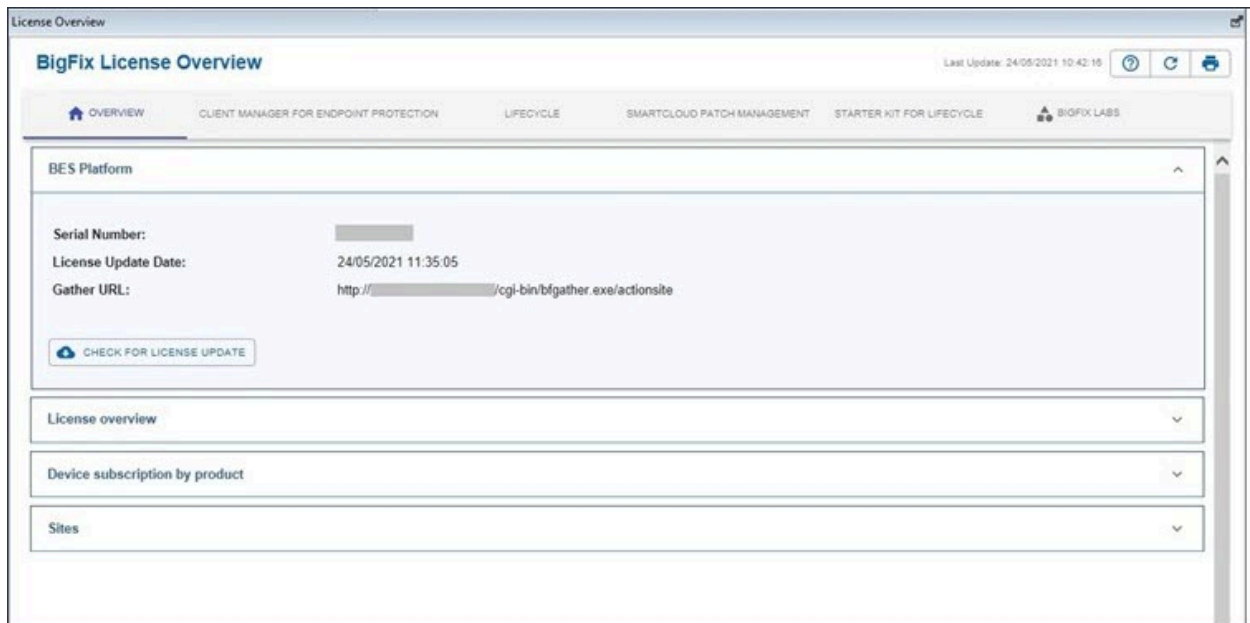 License Overview
BigFix License Overview
Last Update: 24/05/2021 10:42:16
OVERVIEW CLIENT MANAGER FOR ENDPOINT PROTECTION LIFECYCLE SMARTCLOUD PATCH MANAGEMENT STARTER KIT FOR LIFECYCLE BIGFIX LABS
BES Platform
Serial Number:
License Update Date: 24/05/2021 11:35:05
Gather URL: http:// /cgi-bin/bfgather.exe/actionsite
CHECK FOR LICENSE UPDATE
License overview
Device subscription by product
Sites